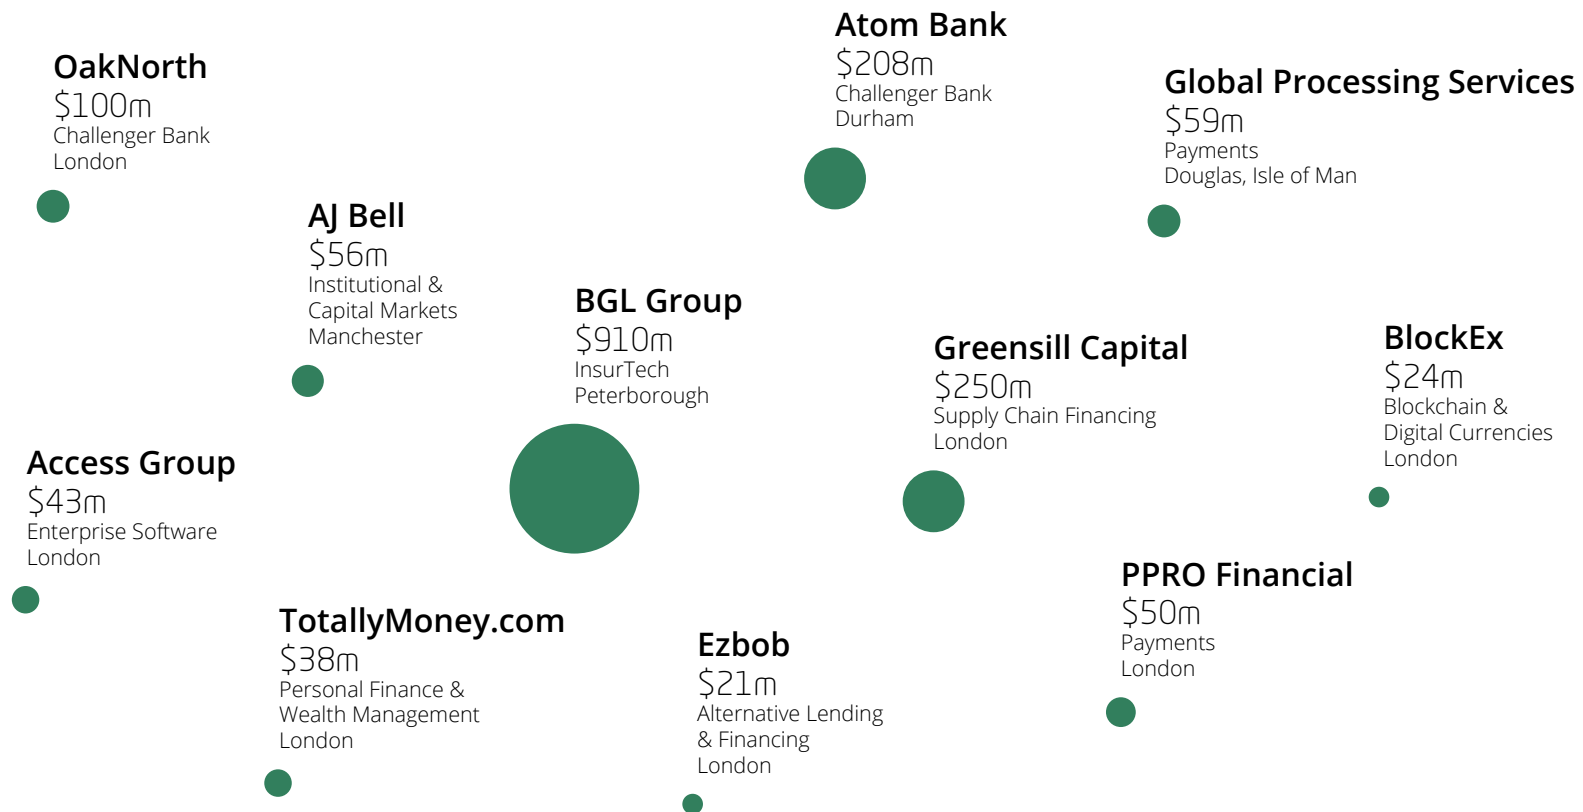 OakNorth
$100m
Challenger Bank
London
AJ Bell
$56m
Institutional &
Capital Markets
Manchester
Atom Bank
$208m
Challenger Bank
Durham
Global Processing Services
$59m
Payments
Douglas, Isle of Man
BGL Group
$910m
InsurTech
Peterborough
Greensill Capital
$250m
Supply Chain Financing
London
BlockEx
$24m
Blockchain &
Digital Currencies
London
Access Group
$43m
Enterprise Software
London
TotallyMoney.com
$38m
Personal Finance &
Wealth Management
London
Ezbob
$21m
Alternative Lending
& Financing
London
PPRO Financial
$50m
Payments
London